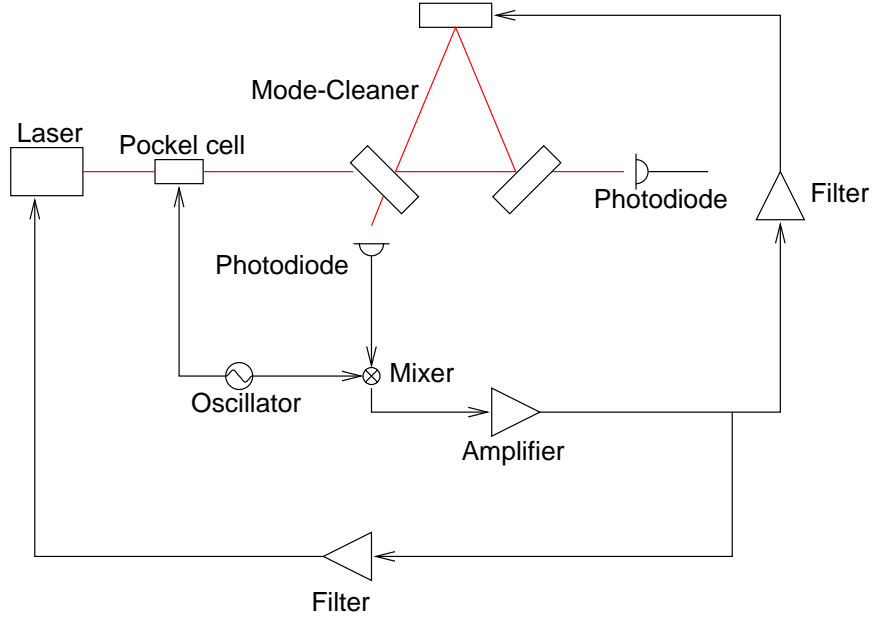 Mode-Cleaner
Laser
Pockel cell
Photodiode
Filter
Photodiode
Mixer
Oscillator
Amplifier
Filter